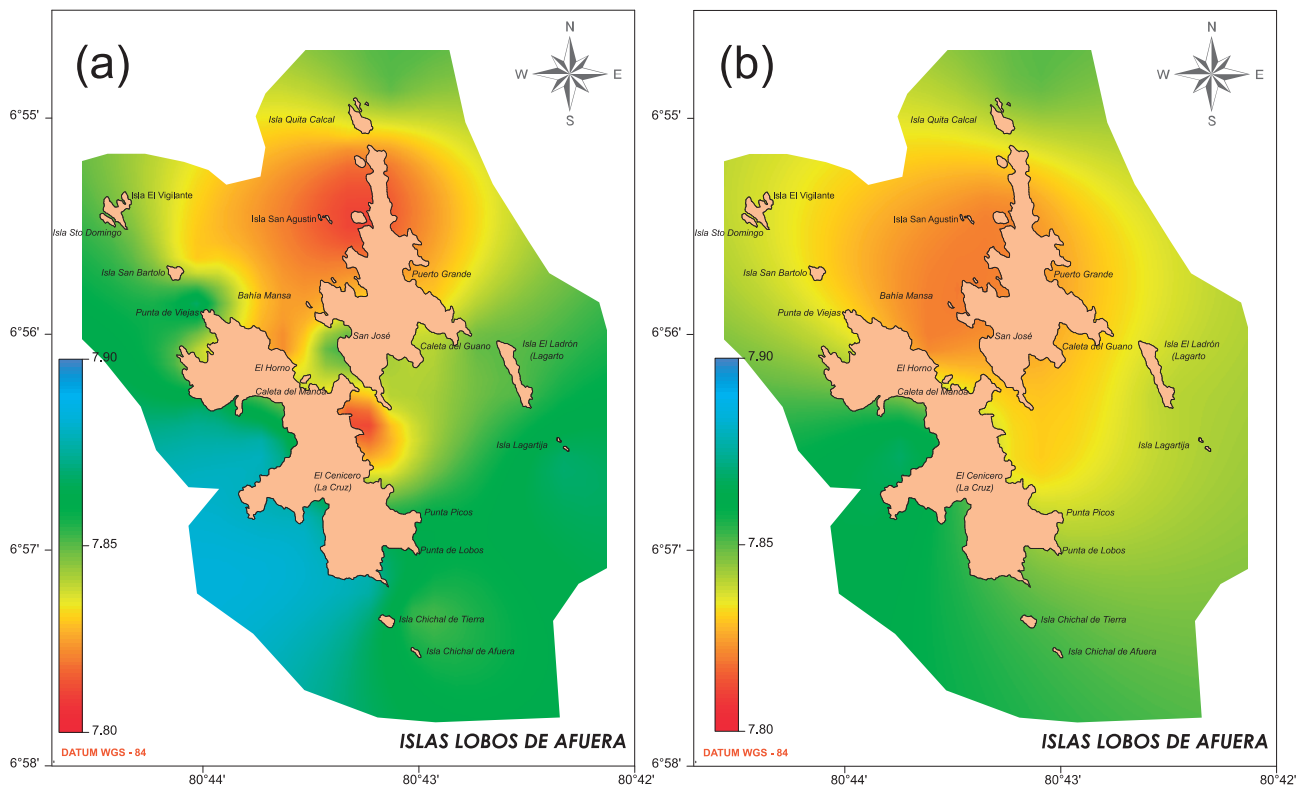 (a)
N
W E
S
6°55'
Isla Quita Calcal
Isla El Vigilante
Isla San Agustin
Isla Sto Domingo
Isla San Bartolo
Puerto Grande
Bahía Mansa
Punta de Viejas
6°56'
San José
Caleta del Guano
Isla El Ladrón
(Lagarto
7.90
El Horno
Caleta del Manoa
Isla Lagartija
El Cenicero
(La Cruz)
Punta Picos
7.85
6°57'
Punta de Lobos
Isla Chichal de Tierra
Isla Chichal de Afuera
7.80
DATUM WGS - 84
ISLAS LOBOS DE AFUERA
6°58'
80°44'
80°43'
80°42'
(b)
N
W E
S
6°55'
Isla Quita Calcal
Isla El Vigilante
Isla San Agustin
Isla Sto Domingo
Isla San Bartolo
Puerto Grande
Bahía Mansa
Punta de Viejas
6°56'
San José
Caleta del Guano
Isla El Ladrón
(Lagarto
7.90
El Horno
Caleta del Manoa
Isla Lagartija
El Cenicero
(La Cruz)
Punta Picos
7.85
6°57'
Punta de Lobos
Isla Chichal de Tierra
Isla Chichal de Afuera
7.80
DATUM WGS - 84
ISLAS LOBOS DE AFUERA
6°58'
80°44'
80°43'
80°42'